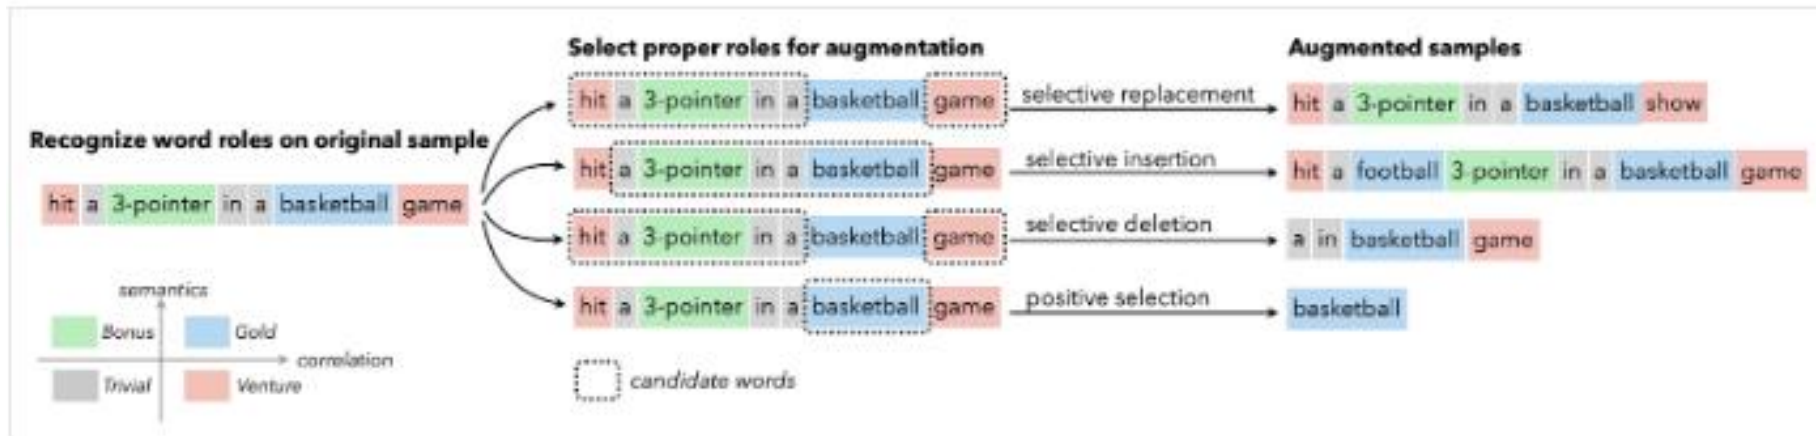 Select proper roles for augmentation
Augmented samples
hit a 3-pointer in a basketball game
selective replacement
hit a 3-pointer in a basketball show
Recognize word roles on original sample
hit a 3-pointer in a basketball game
selective insertion
hit a football 3-pointer in a basketball game
hit a 3-pointer in a basketball game
hit a 3-pointer in a basketball game
selective deletion
a in basketball game
hit a 3-pointer in a basketball game
positive selection
basketball
semantics
Bonus
Gold
correlation
Trivial
Venture
candidate words